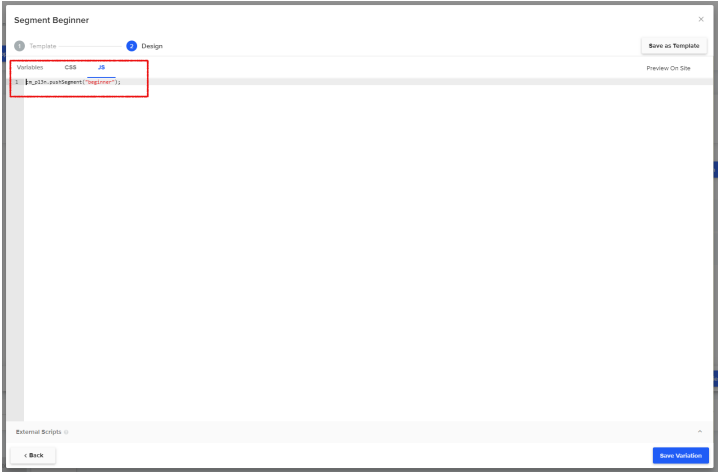 Segment Beginner
×
1 Template 2 Design
Save as Template
Variables CSS JS
Preview On Site
1 cm_p13n.pushSegment("beginner");
External Scripts
< Back
Save Variation